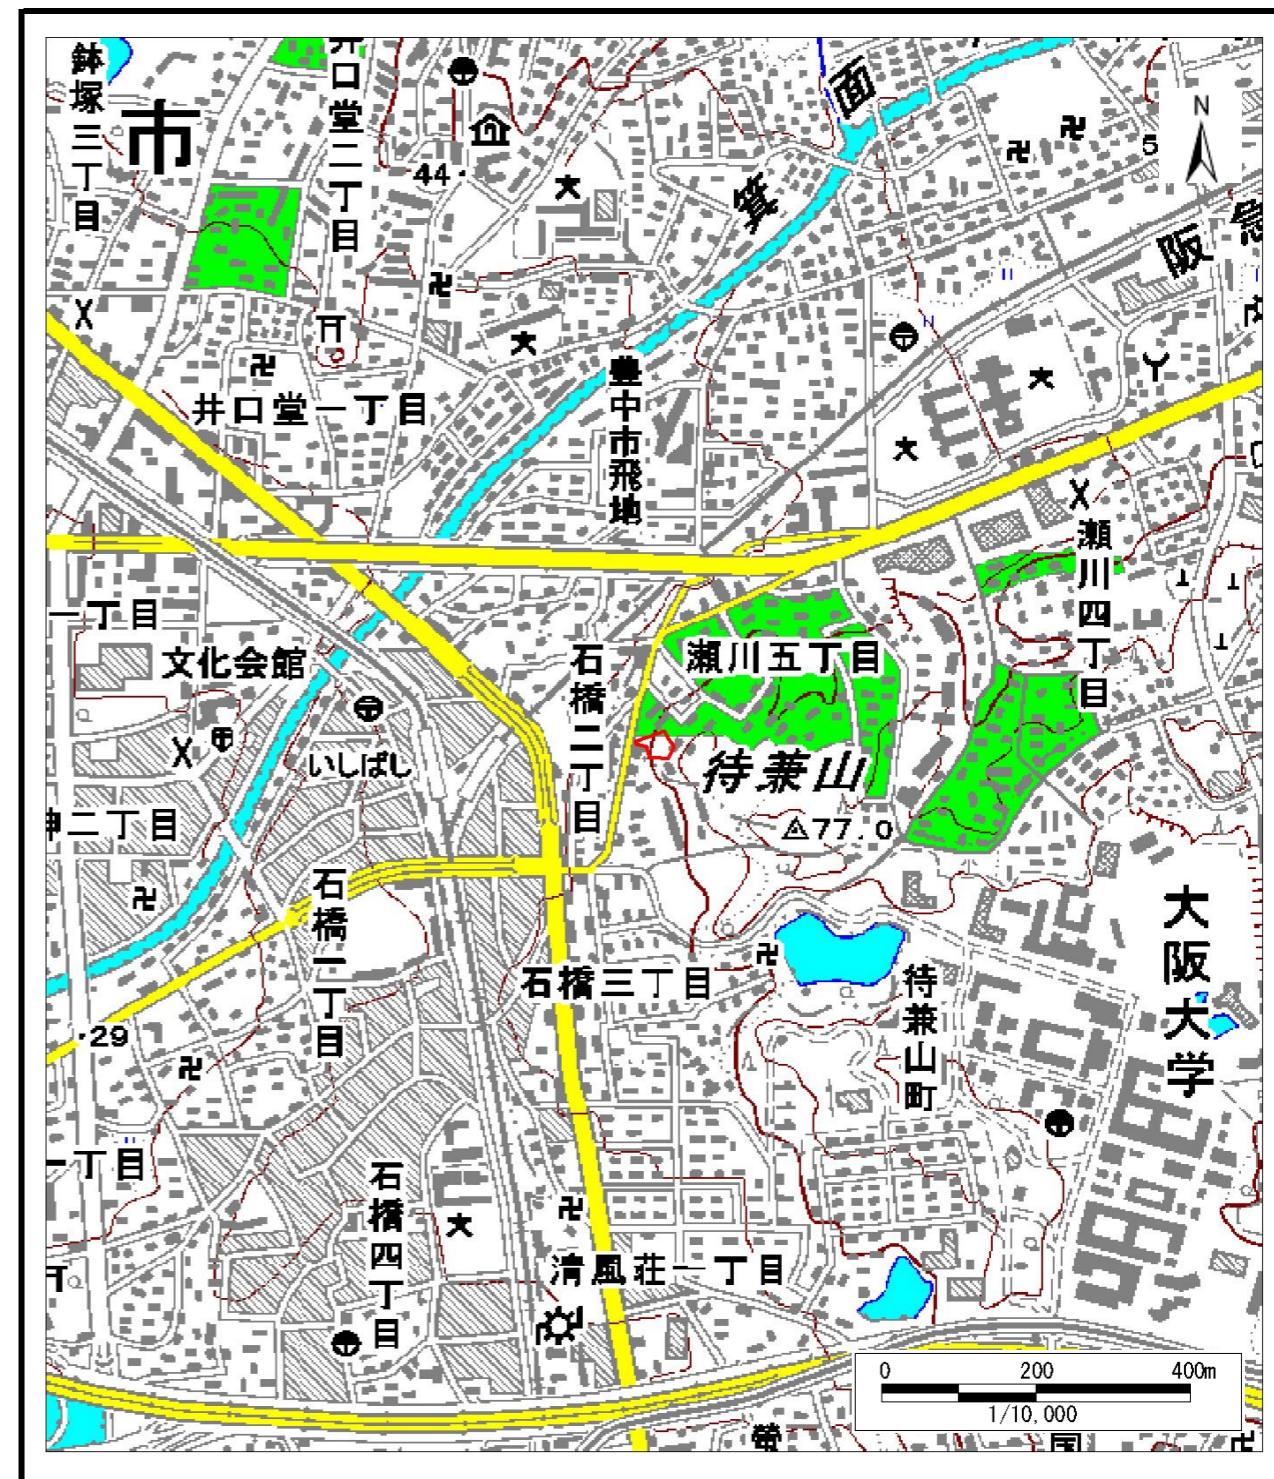 鉢塚三丁目
市
井口堂二丁目
44
箕
面
N
5
阪
急
井口堂一丁目
豊中市飛地
瀬川四丁目
一丁目
文化会館
石橋二丁目
瀬川五丁目
いしばし
待兼山
77.0
神二丁目
石橋一丁目
石橋三丁目
待兼山町
大阪大学
29
一丁目
石橋四丁目
清風荘一丁目
0 200 400m
1/10,000
蛍
国